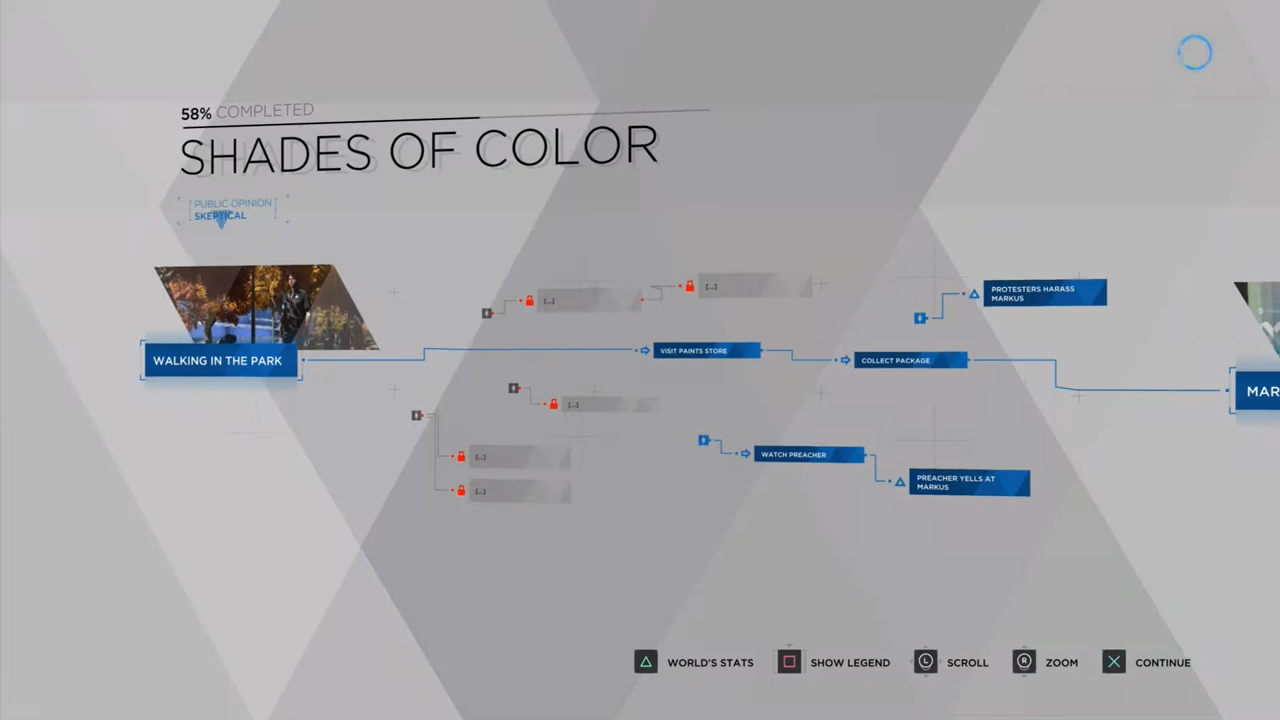 58% COMPLETED
SHADES OF COLOR
PUBLIC OPINION
SKEPTICAL
[...]
[...]
PROTESTERS HARASS
MARKUS
WALKING IN THE PARK
VISIT PAINTS STORE
COLLECT PACKAGE
MAR
[...]
[...]
WATCH PREACHER
PREACHER YELLS AT
MARKUS
[...]
WORLD'S STATS
SHOW LEGEND
L SCROLL
R ZOOM
CONTINUE